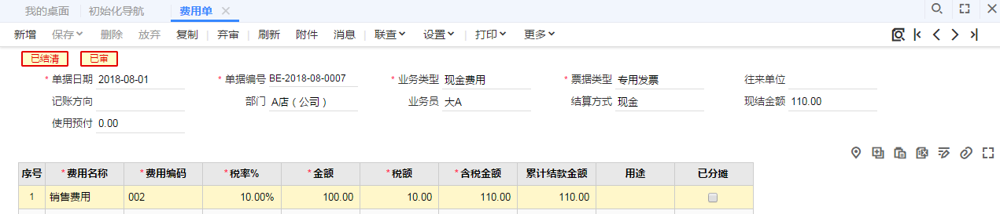 我的桌面 初始化导航 费用单
新增 保存 删除 放弃 复制 弃审 刷新 附件 消息 联查 设置 打印 更多
已结清 已审
* 单据日期 2018-08-01 * 单据编号 BE-2018-08-0007 * 业务类型 现金费用 * 票据类型 专用发票 往来单位
记账方向 部门 A店（公司） 业务员 大A 结算方式 现金 现结金额 110.00
使用预付 0.00
序号 *费用名称 *费用编码 *税率% *金额 *税额 *含税金额 累计结款金额 用途 已分摊
1 销售费用 002 10.00% 100.00 10.00 110.00 110.00